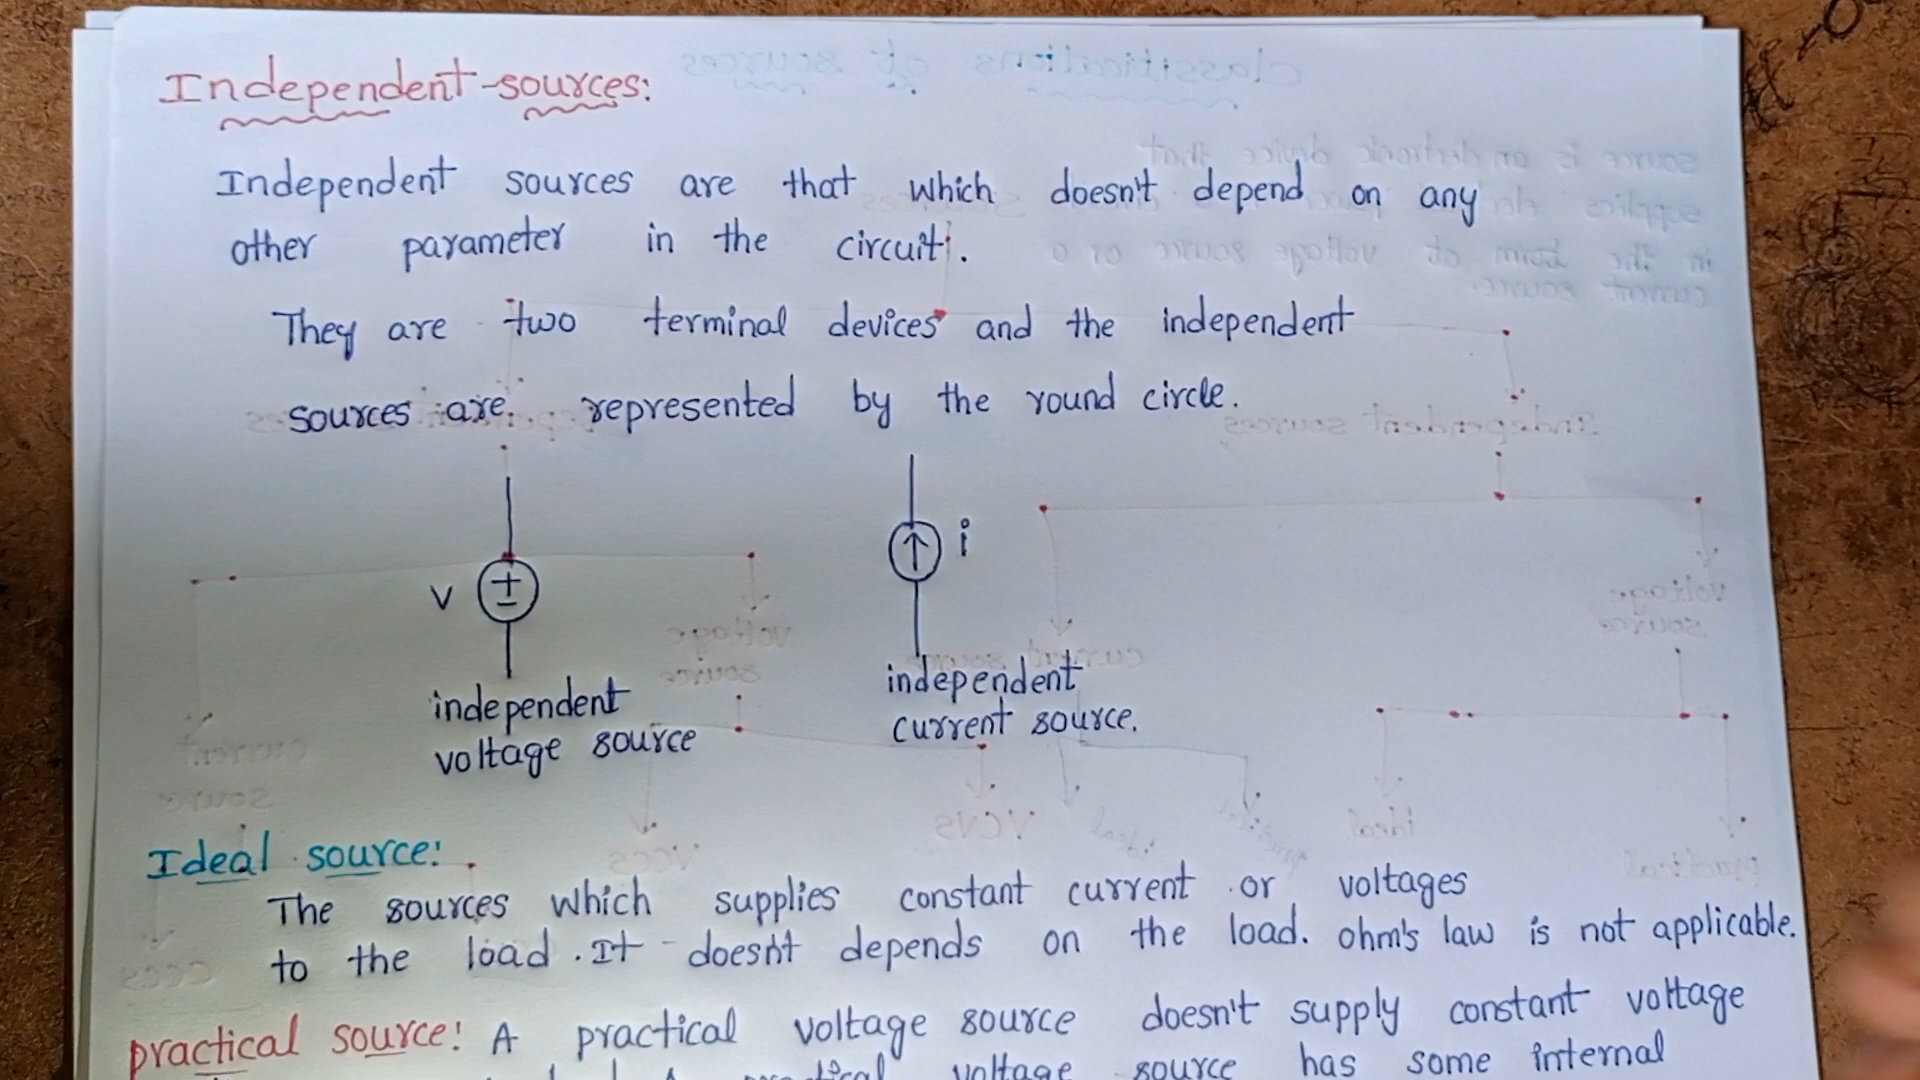 Independent-sources:
Independent sources are that which doesn't depend on any
other parameter in the circuit.
They are two terminal devices and the independent
sources are represented by the round circle.
V + -
i
independent
voltage source
independent
current source.
Ideal source:
The sources which supplies constant current or voltages
to the load. It doesn't depends on the load. ohm's law is not applicable.
practical source: A practical voltage source doesn't supply constant voltage
voltage source has some internal